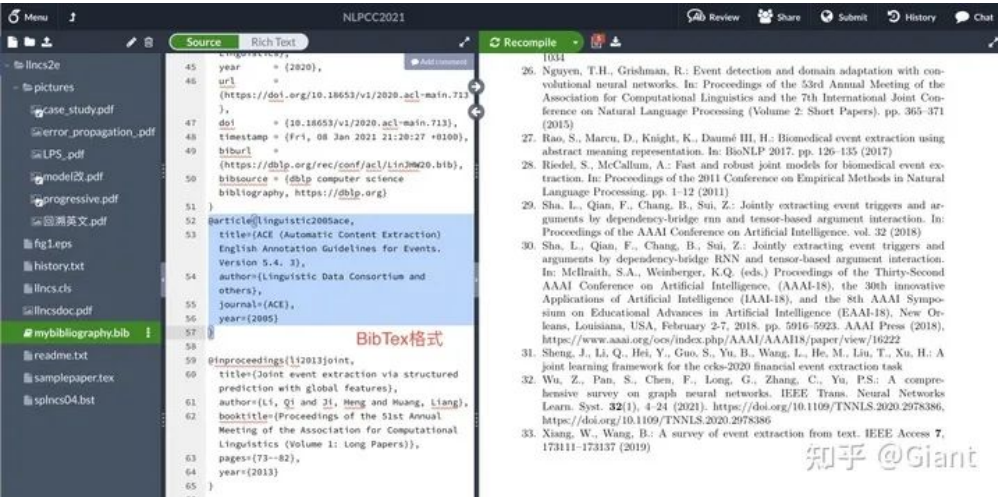 Menu
NLPCC2021
Review
Share
Submit
History
Chat
Source
Rich Text
Recompile
llncs2e
pictures
case_study.pdf
error_propagation_.pdf
LPS_.pdf
model改.pdf
progressive.pdf
回溯英文.pdf
fig1.eps
history.txt
llncs.cls
llncsdoc.pdf
mybibliography.bib
readme.txt
samplepaper.tex
splncs04.bst
Linguistics},
Add comment
45 year = {2020},
46 url =
{https://doi.org/10.18653/v1/2020.acl-main.713
},
47 doi = {10.18653/v1/2020.acl-main.713},
48 timestamp = {Fri, 08 Jan 2021 21:20:27 +0100},
49 biburl =
{https://dblp.org/rec/conf/acl/LinJHW20.bib},
50 bibsource = {dblp computer science
bibliography, https://dblp.org}
51 }
52 @article{linguistic2005ace,
53 title={ACE (Automatic Content Extraction)
English Annotation Guidelines for Events.
Version 5.4. 3},
54 author={Linguistic Data Consortium and
others},
55 journal={ACE},
56 year={2005}
57 }
BibTex格式
58
59 @inproceedings{li2013joint,
60 title={Joint event extraction via structured
prediction with global features},
61 author={Li, Qi and Ji, Heng and Huang, Liang},
62 booktitle={Proceedings of the 51st Annual
Meeting of the Association for Computational
Linguistics (Volume 1: Long Papers)},
63 pages={73--82},
64 year={2013}
65 }
1034
26. Nguyen, T.H., Grishman, R.: Event detection and domain adaptation with con-
volutional neural networks. In: Proceedings of the 53rd Annual Meeting of the
Association for Computational Linguistics and the 7th International Joint Con-
ference on Natural Language Processing (Volume 2: Short Papers). pp. 365–371
(2015)
27. Rao, S., Marcu, D., Knight, K., Daumé III, H.: Biomedical event extraction using
abstract meaning representation. In: BioNLP 2017. pp. 126–135 (2017)
28. Riedel, S., McCallum, A.: Fast and robust joint models for biomedical event ex-
traction. In: Proceedings of the 2011 Conference on Empirical Methods in Natural
Language Processing. pp. 1–12 (2011)
29. Sha, L., Qian, F., Chang, B., Sui, Z.: Jointly extracting event triggers and ar-
guments by dependency-bridge rnn and tensor-based argument interaction. In:
Proceedings of the AAAI Conference on Artificial Intelligence. vol. 32 (2018)
30. Sha, L., Qian, F., Chang, B., Sui, Z.: Jointly extracting event triggers and
arguments by dependency-bridge RNN and tensor-based argument interaction.
In: McIlraith, S.A., Weinberger, K.Q. (eds.) Proceedings of the Thirty-Second
AAAI Conference on Artificial Intelligence, (AAAI-18), the 30th innovative
Applications of Artificial Intelligence (IAAI-18), and the 8th AAAI Sympo-
sium on Educational Advances in Artificial Intelligence (EAAI-18), New Or-
leans, Louisiana, USA, February 2-7, 2018. pp. 5916–5923. AAAI Press (2018),
https://www.aaai.org/ocs/index.php/AAAI/AAAI18/paper/view/16222
31. Sheng, J., Li, Q., Hei, Y., Guo, S., Yu, B., Wang, L., He, M., Liu, T., Xu, H.: A
joint learning framework for the ccks-2020 financial event extraction task
32. Wu, Z., Pan, S., Chen, F., Long, G., Zhang, C., Yu, P.S.: A compre-
hensive survey on graph neural networks. IEEE Trans. Neural Networks
Learn. Syst. 32(1), 4–24 (2021). https://doi.org/10.1109/TNNLS.2020.2978386,
https://doi.org/10.1109/TNNLS.2020.2978386
33. Xiang, W., Wang, B.: A survey of event extraction from text. IEEE Access 7,
173111–173137 (2019)
知乎 @Giant